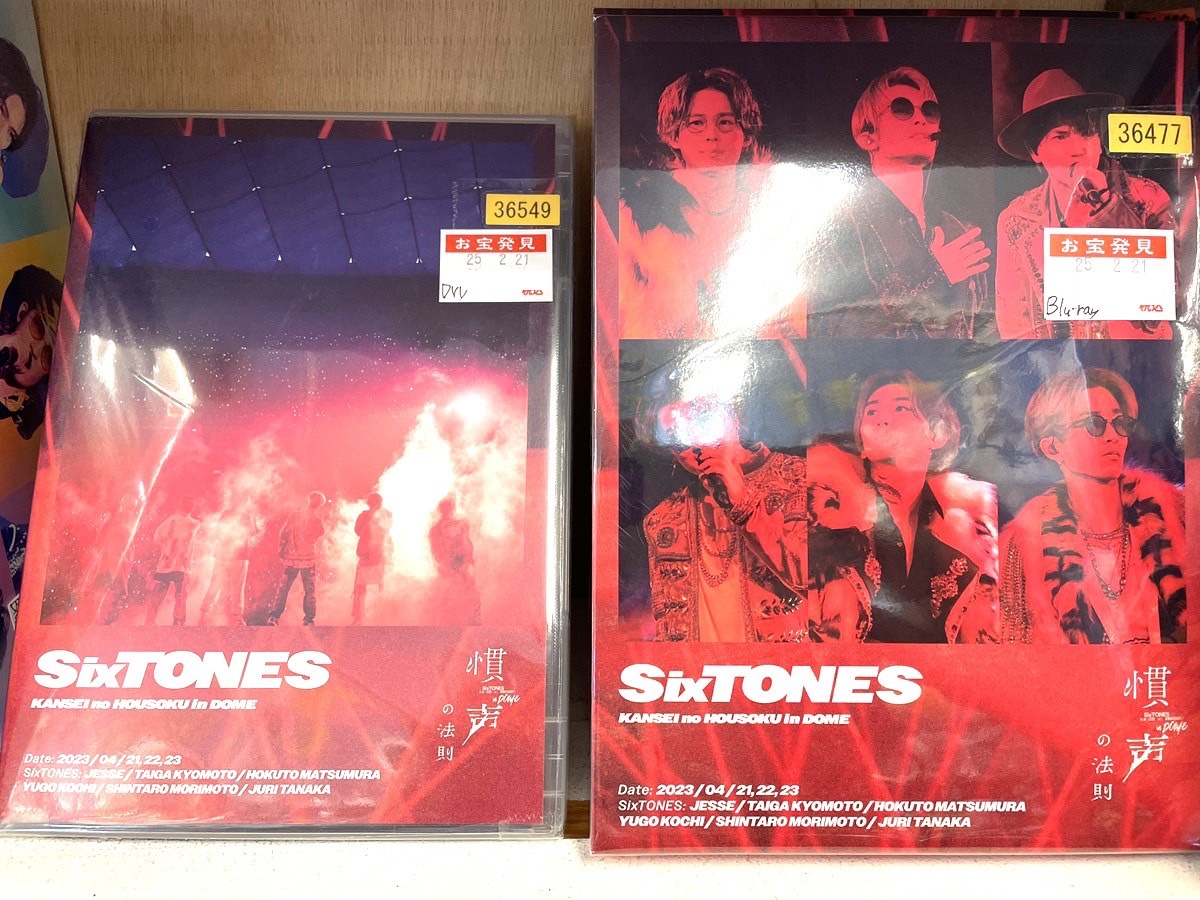 36549
お宝発見
25 2 21
DVD
SixTONES
KANSEI no HOUSOKU in DOME
慣声
の法則
Date: 2023/04/21,22,23
SixTONES: JESSE/TAIGA KYOMOTO/HOKUTO MATSUMURA
YUGO KOCHI/SHINTARO MORIMOTO/JURI TANAKA
36477
お宝発見
25 2 21
Blu-ray
SixTONES
KANSEI no HOUSOKU in DOME
慣声
の法則
Date: 2023/04/21,22,23
SixTONES: JESSE/TAIGA KYOMOTO/HOKUTO MATSUMURA
YUGO KOCHI/SHINTARO MORIMOTO/JURI TANAKA